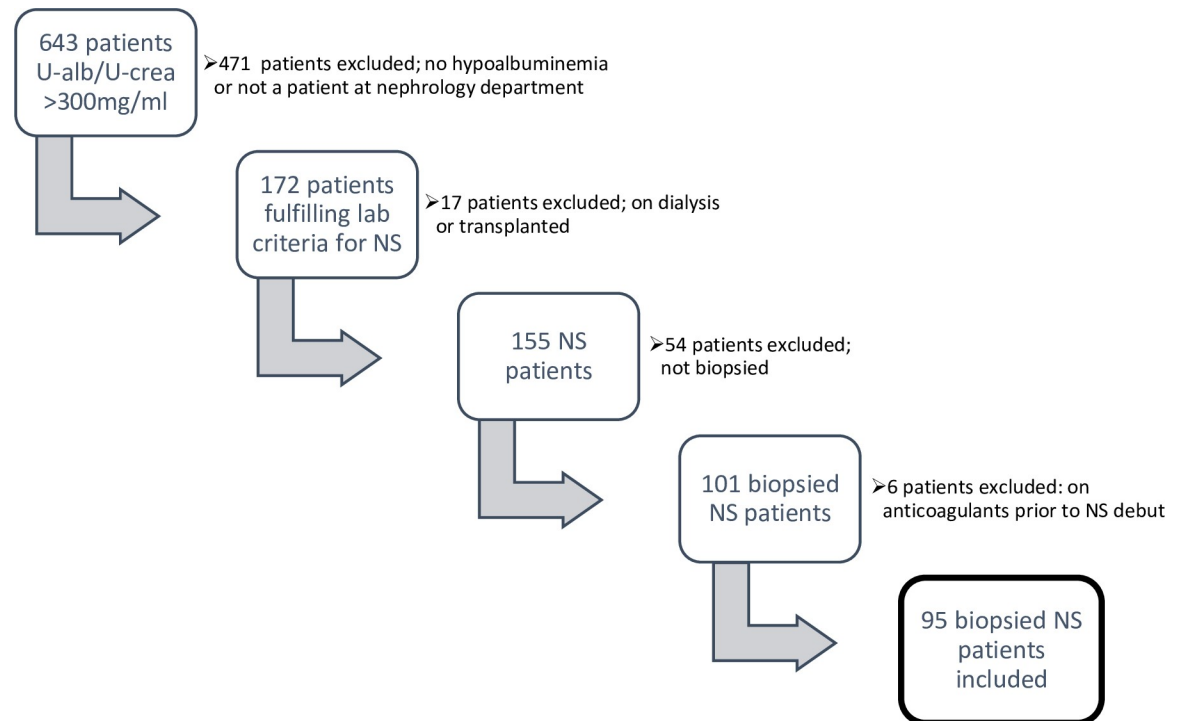 643 patients
U-alb/U-crea
>300mg/ml
➢471 patients excluded; no hypoalbuminemia
or not a patient at nephrology department
172 patients
fulfilling lab
criteria for NS
➢17 patients excluded; on dialysis
or transplanted
155 NS
patients
➢54 patients excluded;
not biopsied
101 biopsied
NS patients
➢6 patients excluded: on
anticoagulants prior to NS debut
95 biopsied NS
patients
included